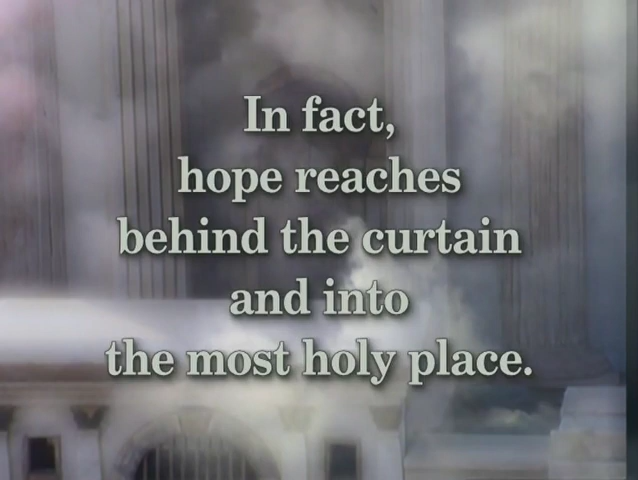 In fact,
hope reaches
behind the curtain
and into
the most holy place.